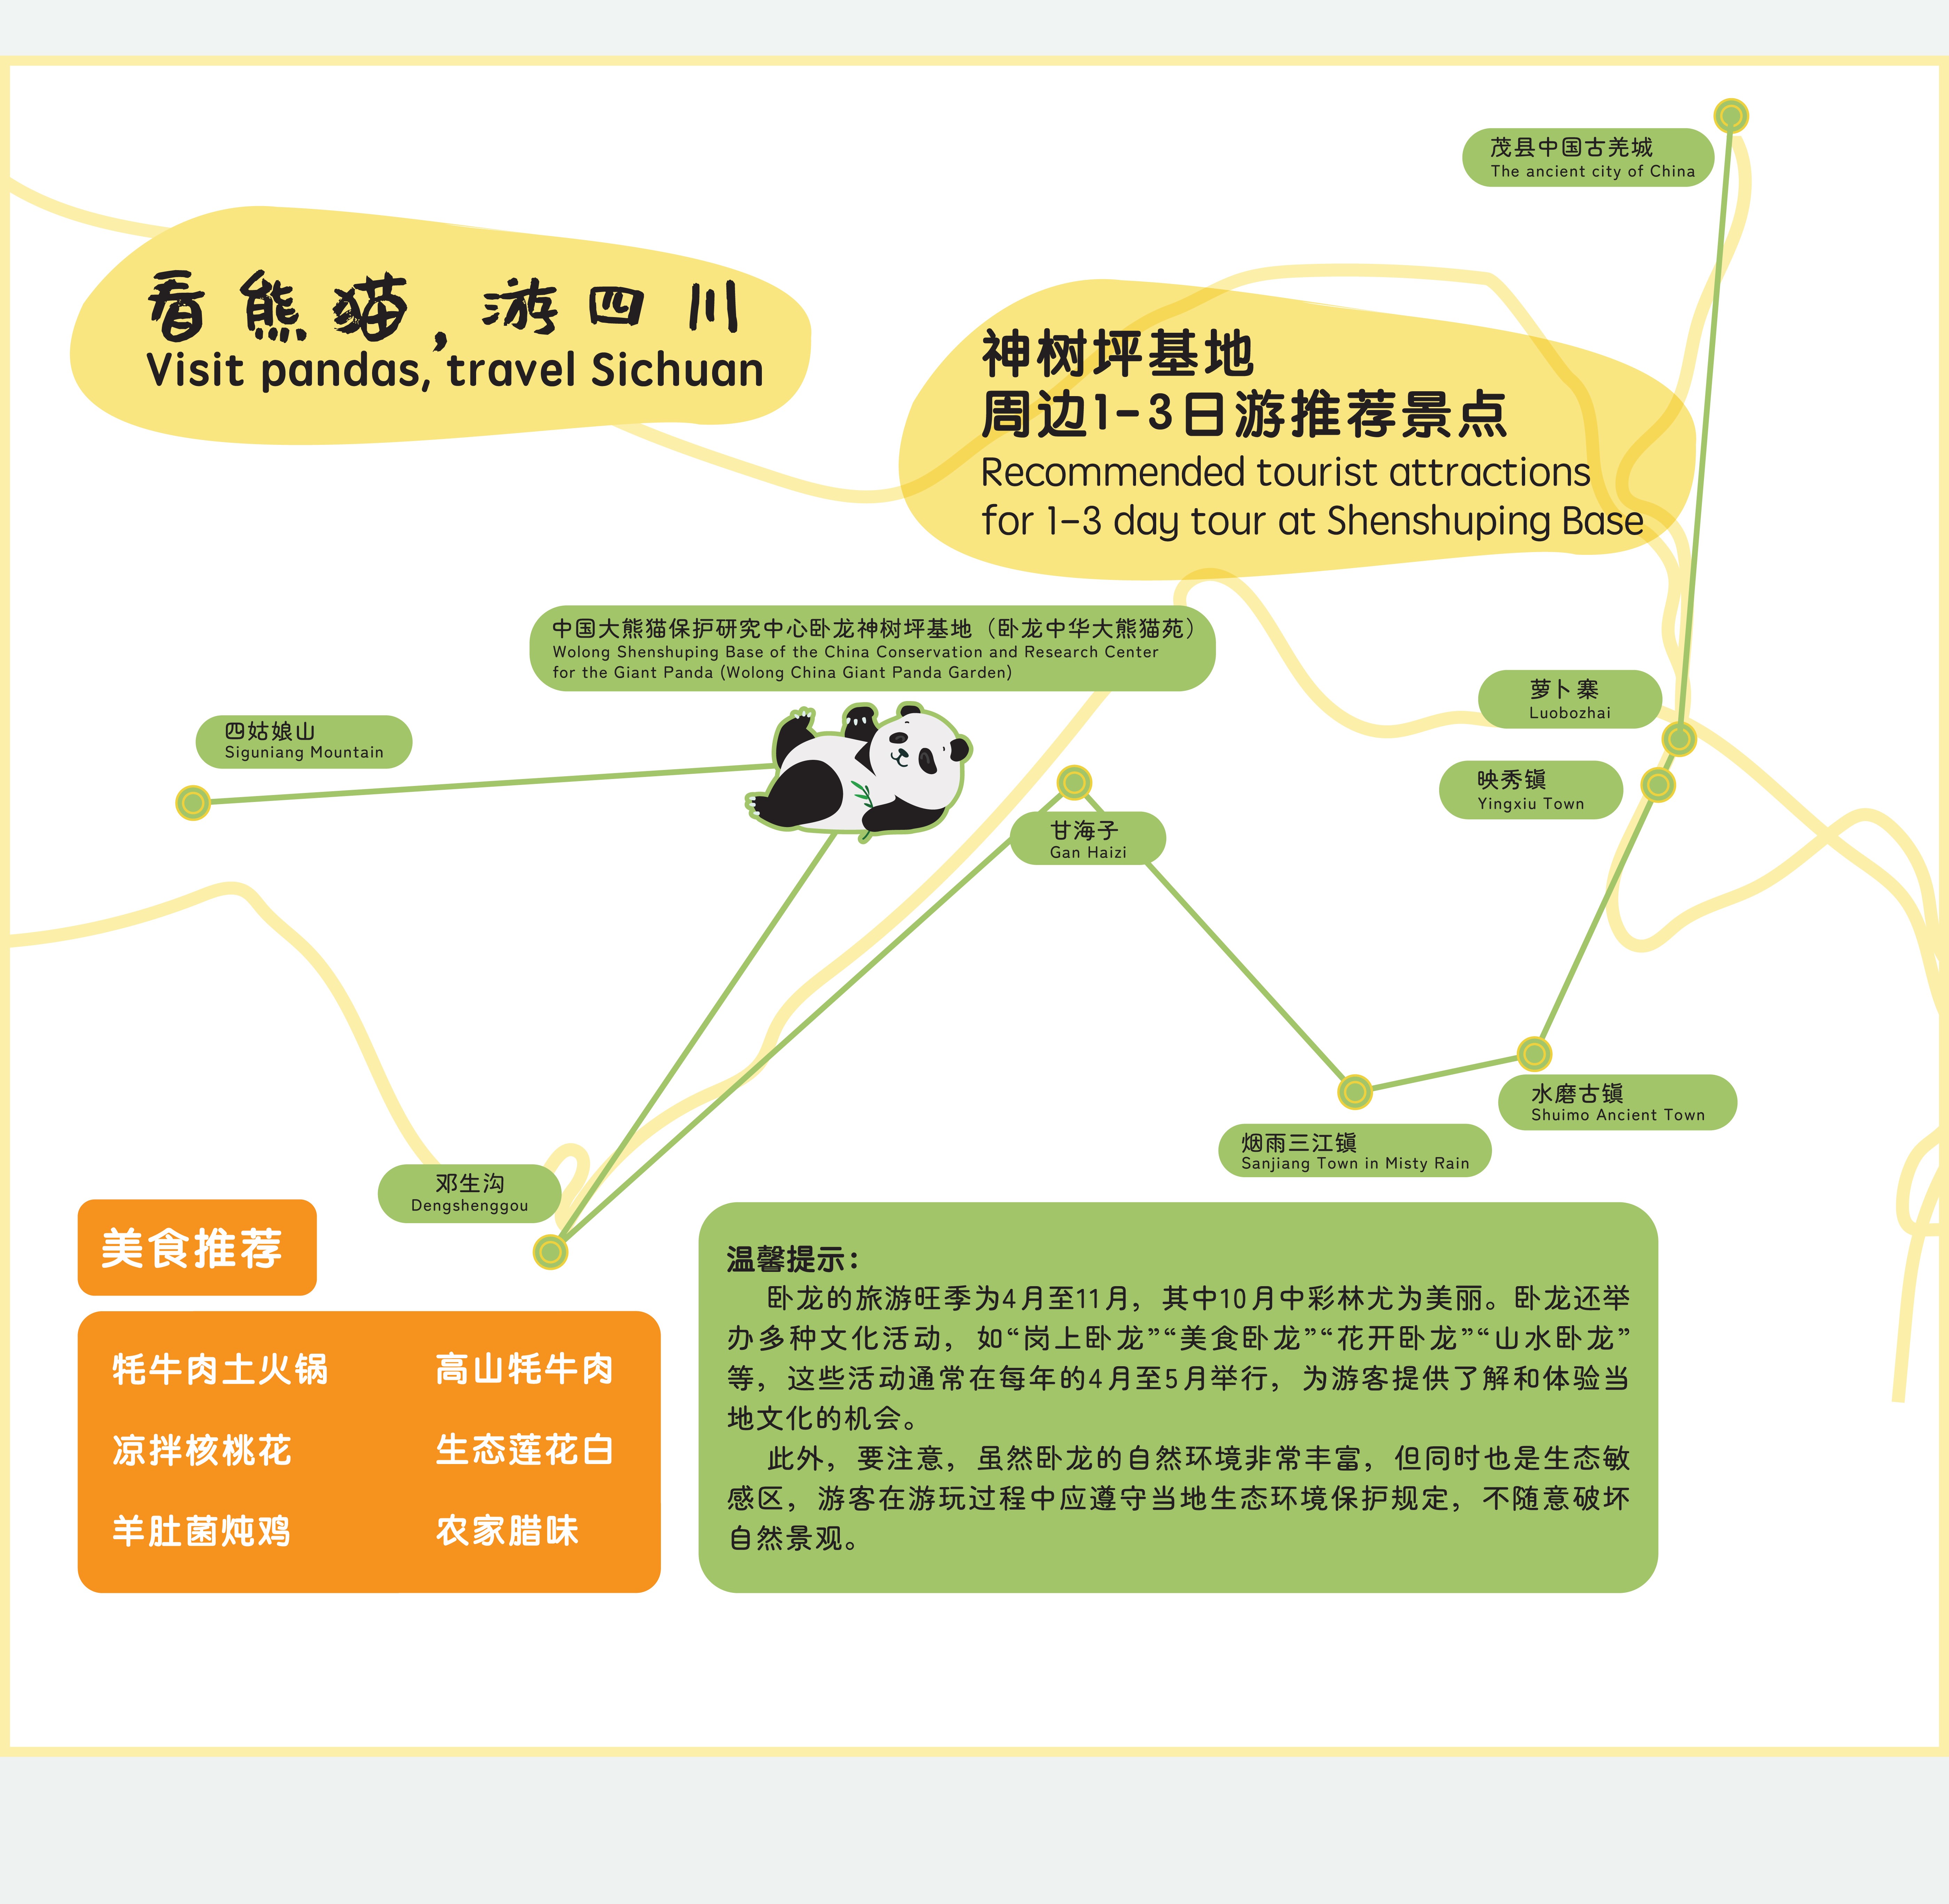 茂县中国古羌城
The ancient city of China
看熊猫,游四川
Visit pandas, travel Sichuan
神树坪基地
周边1-3日游推荐景点
Recommended tourist attractions
for 1-3 day tour at Shenshuping Base
中国大熊猫保护研究中心卧龙神树坪基地（卧龙中华大熊猫苑）
Wolong Shenshuping Base of the China Conservation and Research Center
for the Giant Panda (Wolong China Giant Panda Garden)
四姑娘山
Siguniang Mountain
萝卜寨
Luobozhai
映秀镇
Yingxiu Town
甘海子
Gan Haizi
水磨古镇
Shuimo Ancient Town
烟雨三江镇
Sanjiang Town in Misty Rain
邓生沟
Dengshenggou
美食推荐
牦牛肉土火锅
高山牦牛肉
凉拌核桃花
生态莲花白
羊肚菌炖鸡
农家腊味
温馨提示：
卧龙的旅游旺季为4月至11月，其中10月中彩林尤为美丽。卧龙还举
办多种文化活动，如“岗上卧龙”“美食卧龙”“花开卧龙”“山水卧龙”
等，这些活动通常在每年的4月至5月举行，为游客提供了解和体验当
地文化的机会。
此外，要注意，虽然卧龙的自然环境非常丰富，但同时也是生态敏
感区，游客在游玩过程中应遵守当地生态环境保护规定，不随意破坏
自然景观。